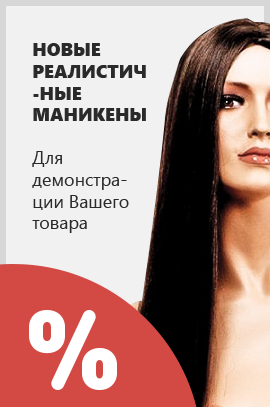 НОВЫЕ
РЕАЛИСТИЧ
-НЫЕ
МАНИКЕНЫ
Для
демонстра-
ции Вашего
товара
%